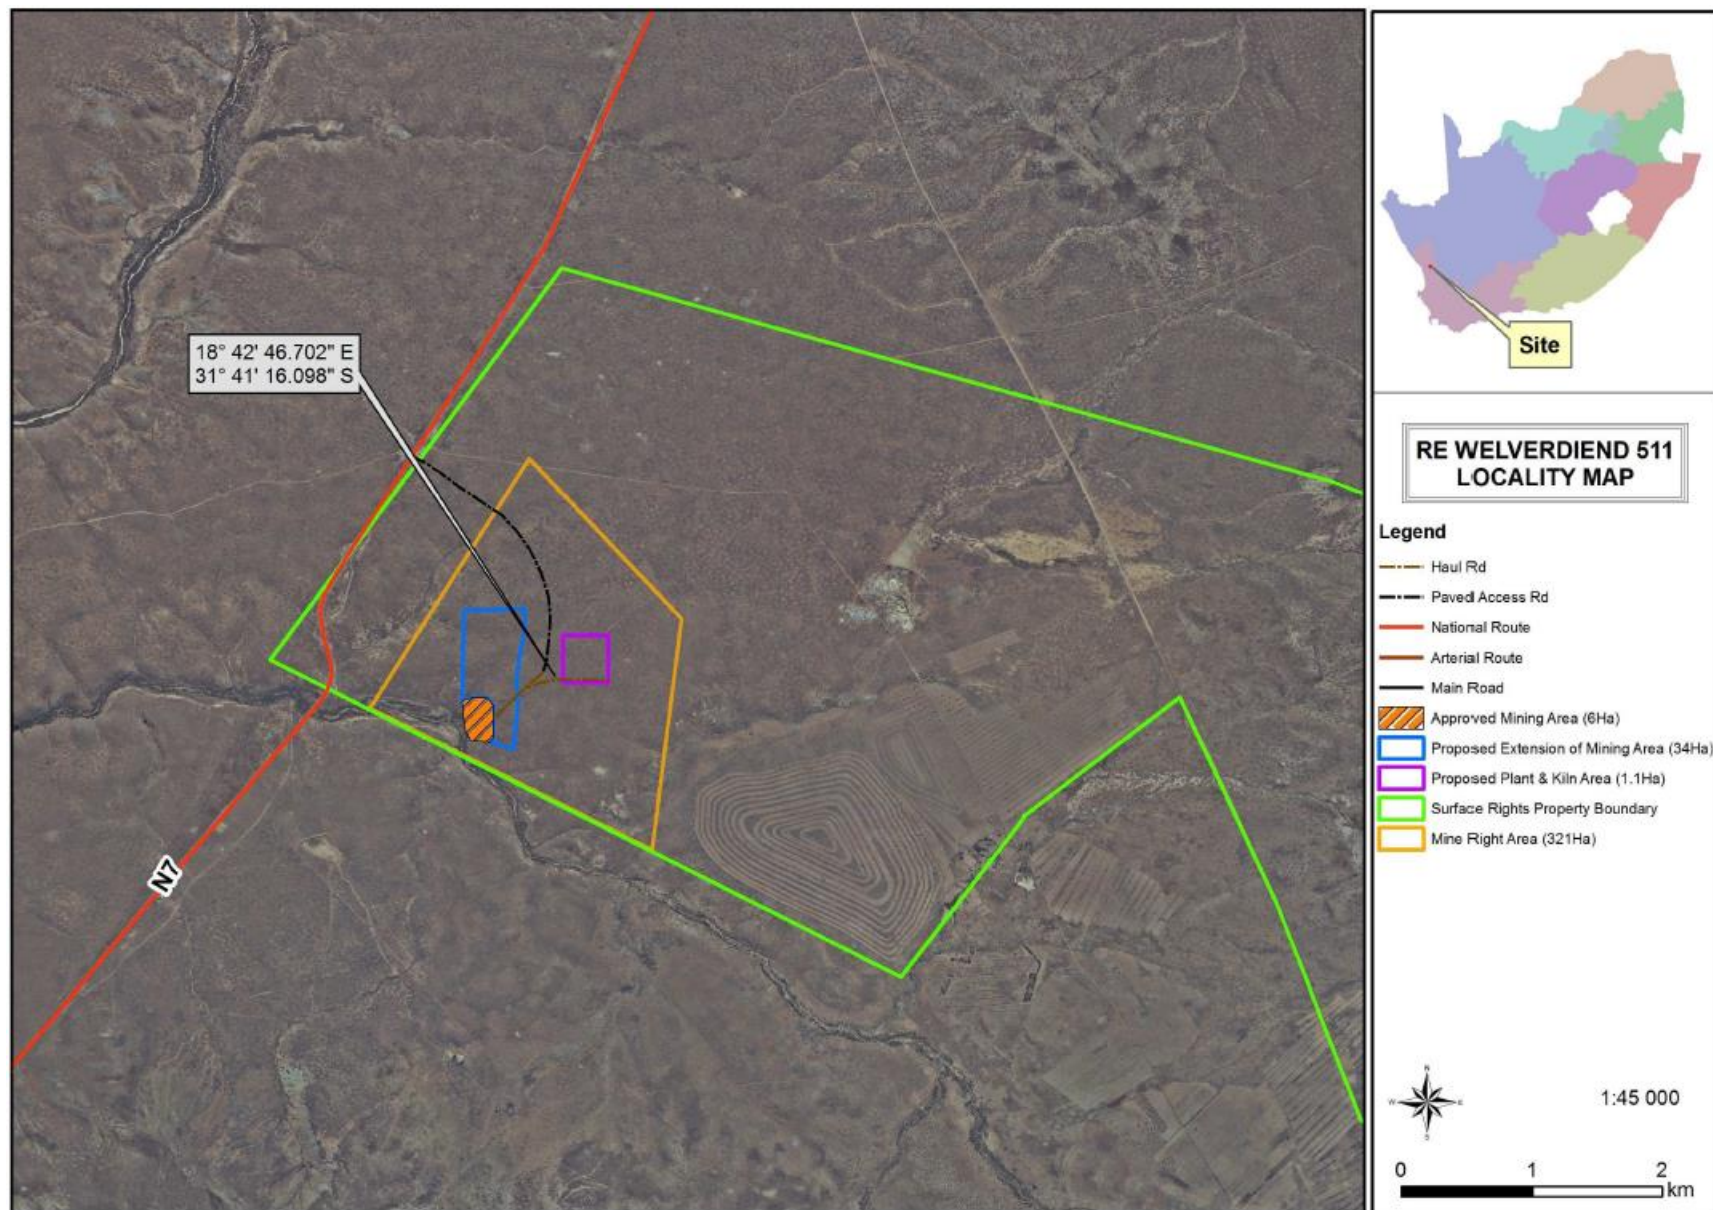 18° 42' 46.702" E
31° 41' 16.098" S
N7
Site
RE WELVERDIEND 511
LOCALITY MAP
Legend
Haul Rd
Paved Access Rd
National Route
Arterial Route
Main Road
Approved Mining Area (6Ha)
Proposed Extension of Mining Area (34Ha)
Proposed Plant & Kiln Area (1.1Ha)
Surface Rights Property Boundary
Mine Right Area (321Ha)
N
W
E
S
1:45 000
0 1 2
km